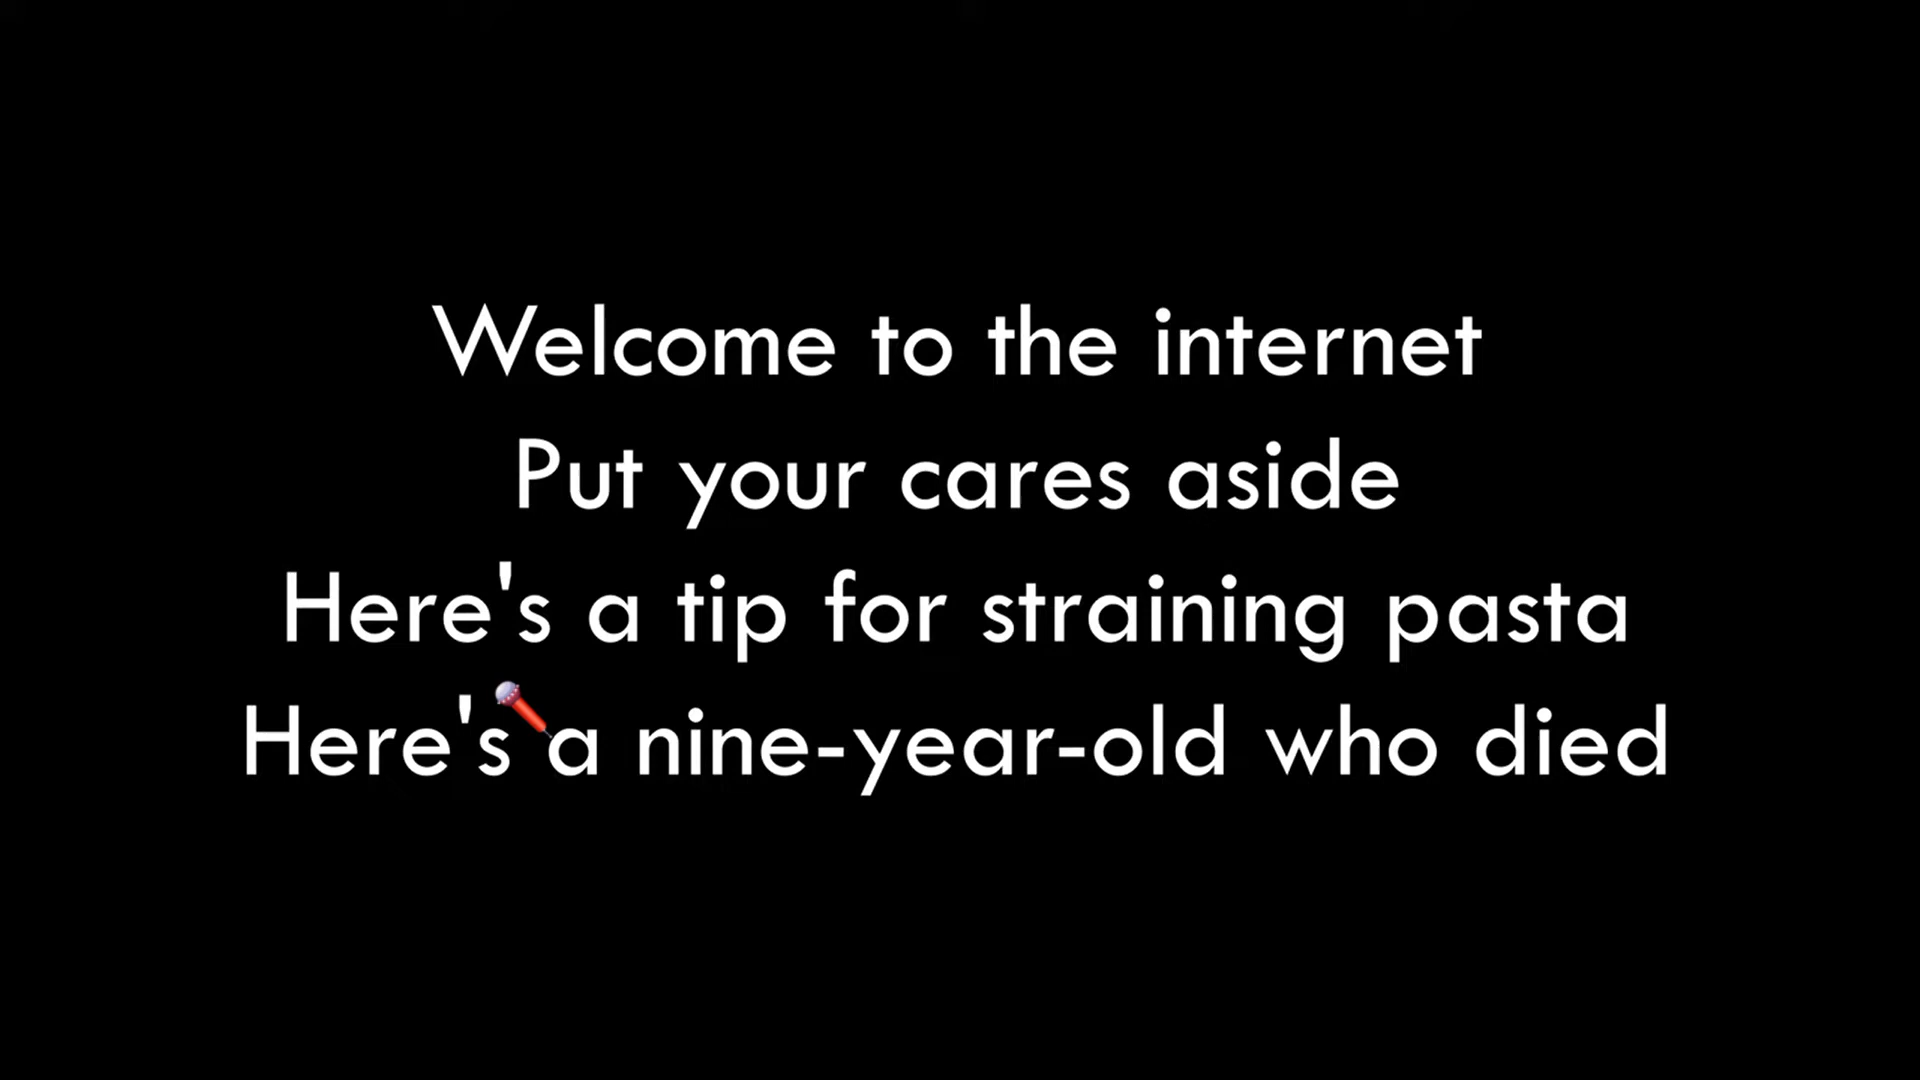 Welcome to the internet
Put your cares aside
Here's a tip for straining pasta
Here's a nine-year-old who died